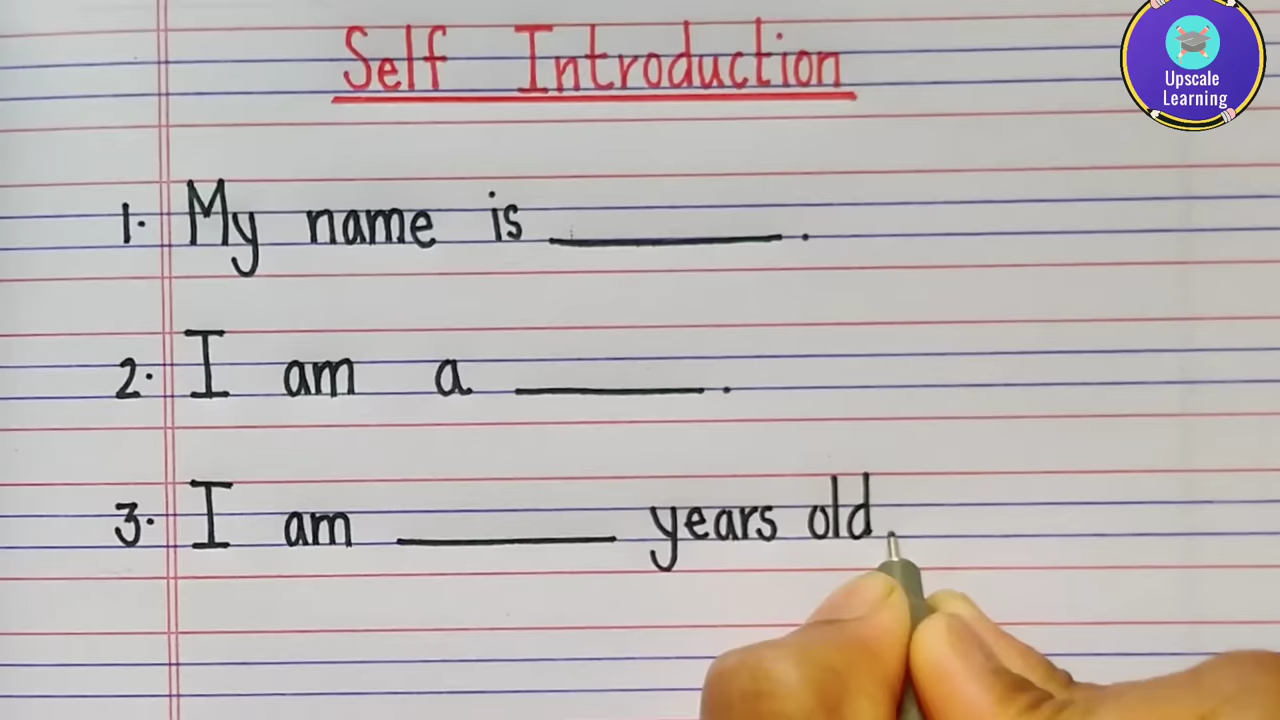 Self Introduction
Upscale
Learning
1. My name is ________.
2. I am a ________.
3. I am ________ years old.